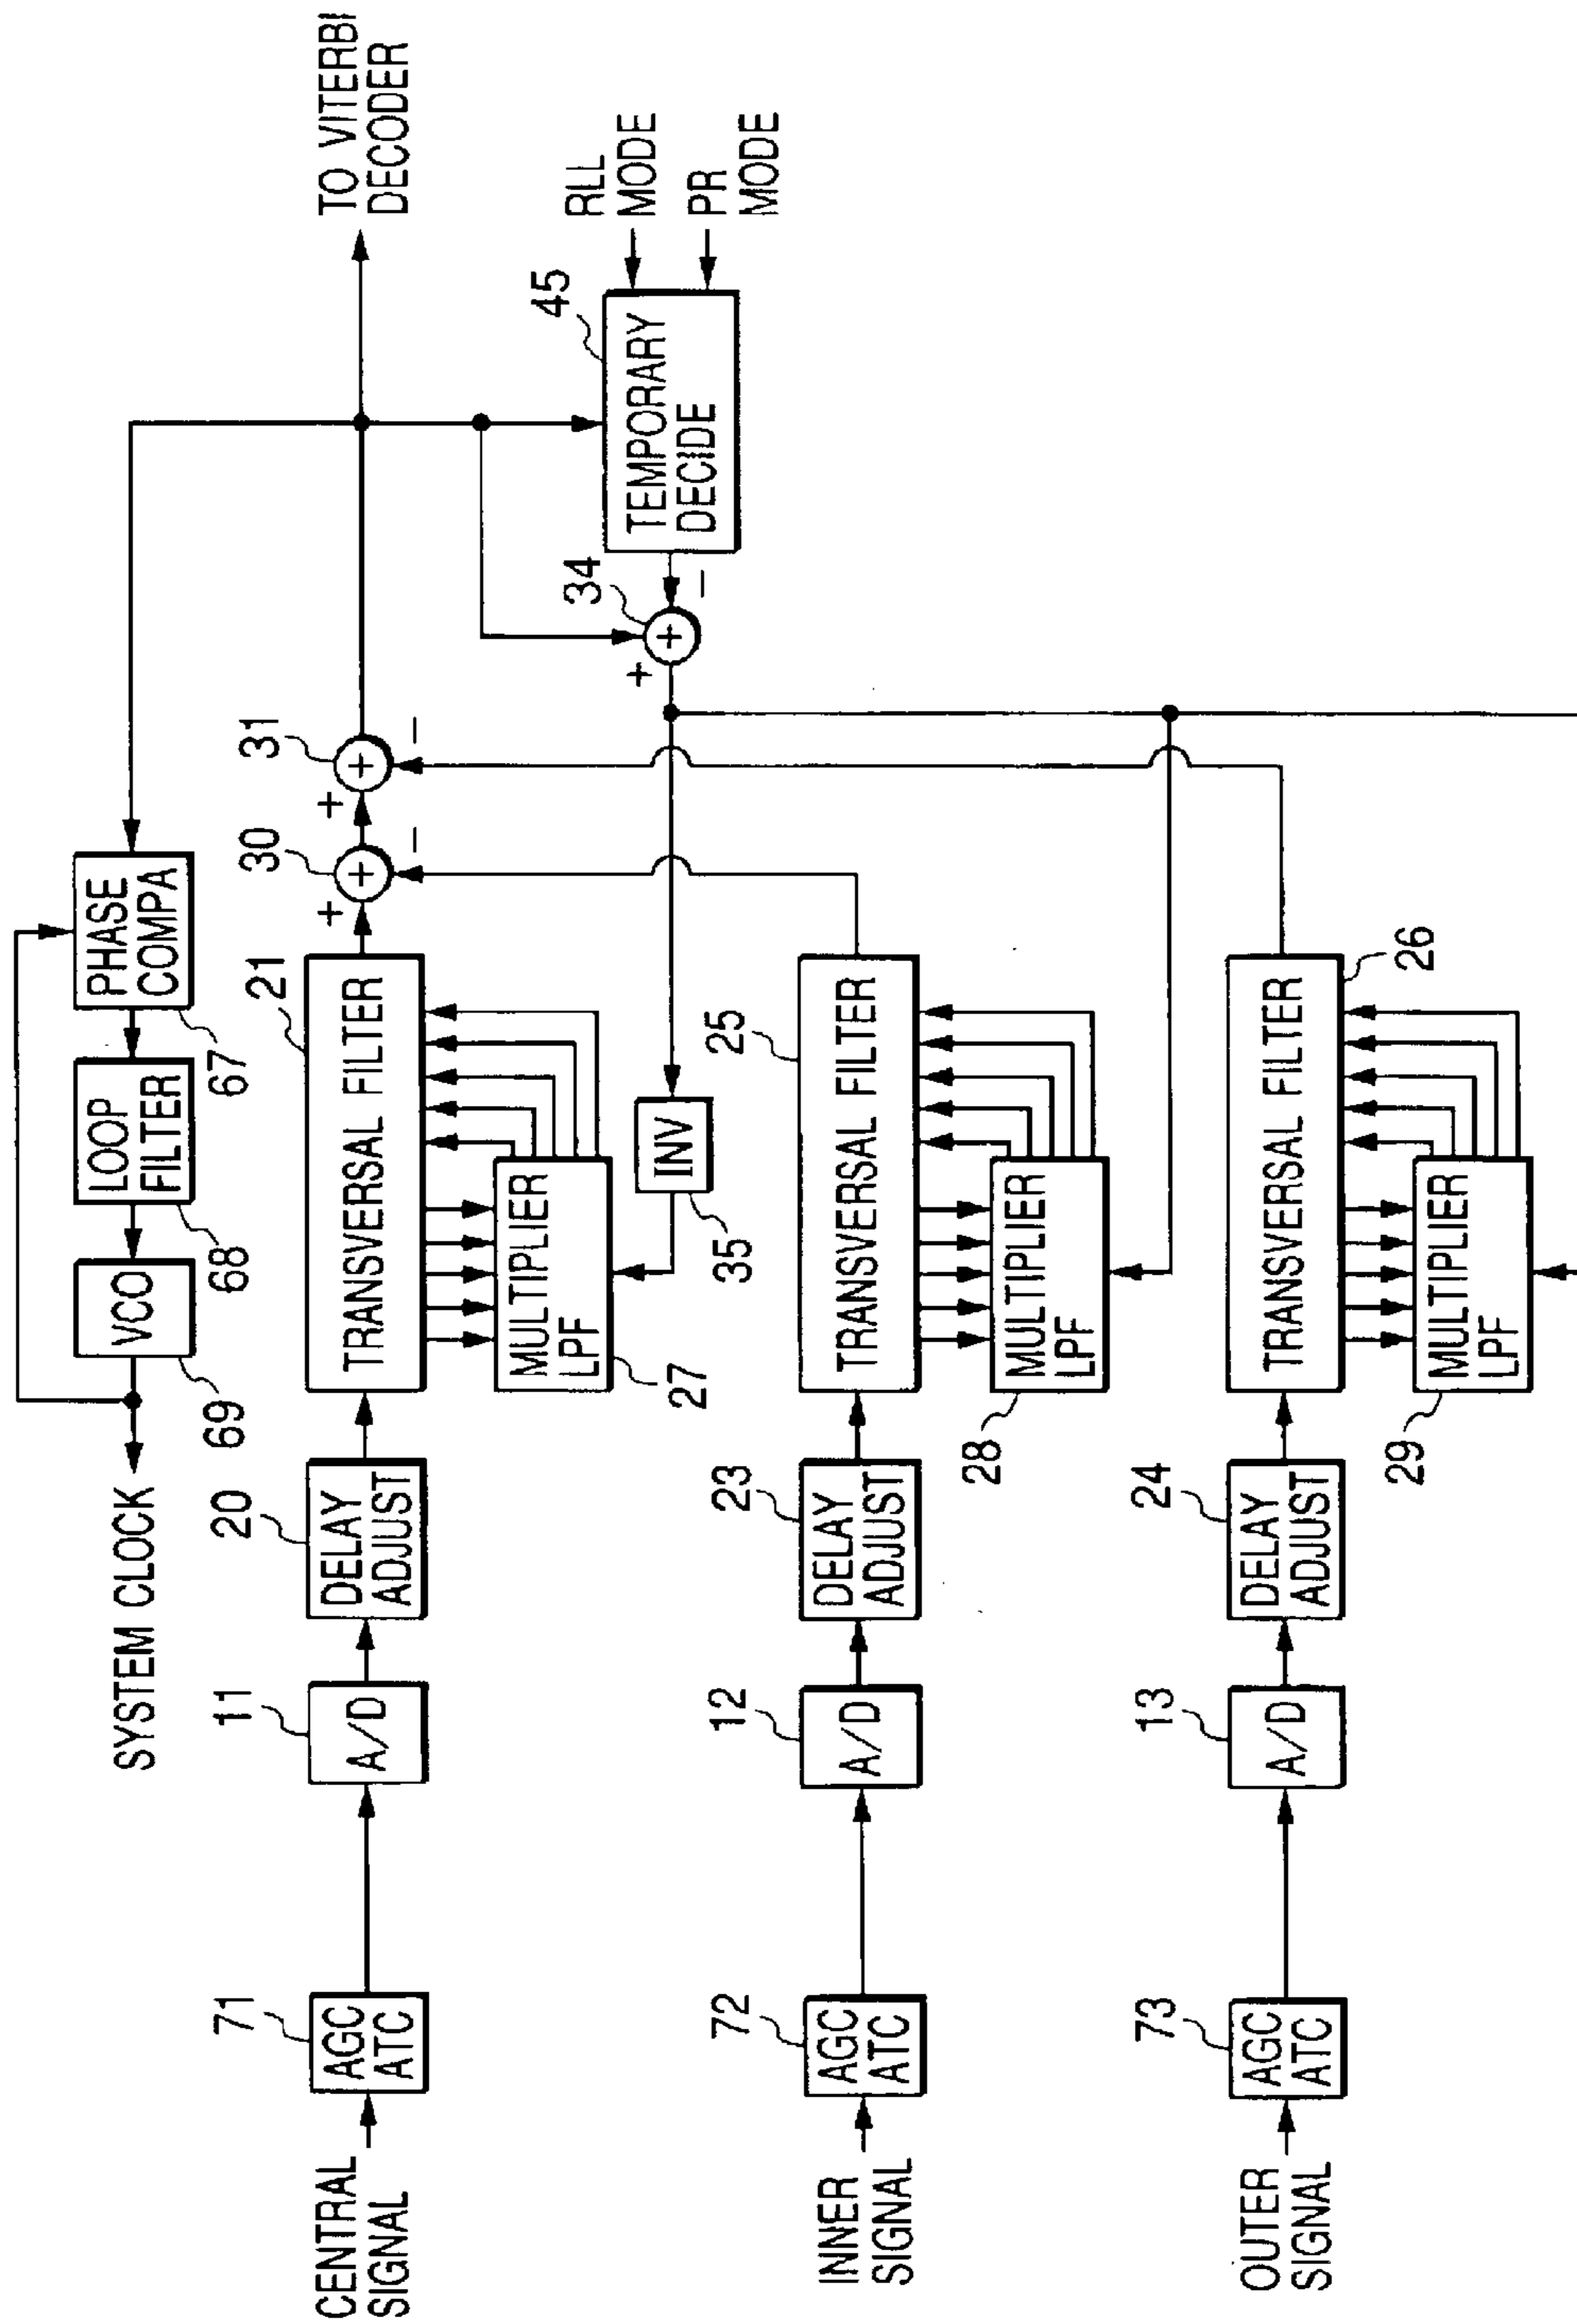 SYSTEM CLOCK
69
VCO
68
LOOP
FILTER
67
PHASE
COMPA
CENTRAL
SIGNAL
71
AGC
ATC
11
A/D
20
DELAY
ADJUST
21
TRANSVERSAL FILTER
27
MULTIPLIER
LPF
30
+
+
−
31
+
+
−
TO VITERBI
DECODER
35
INV
34
+
+
−
45
TEMPORARY
DECIDE
RLL
MODE
PR
MODE
INNER
SIGNAL
72
AGC
ATC
12
A/D
23
DELAY
ADJUST
25
TRANSVERSAL FILTER
28
MULTIPLIER
LPF
OUTER
SIGNAL
73
AGC
ATC
13
A/D
24
DELAY
ADJUST
26
TRANSVERSAL FILTER
29
MULTIPLIER
LPF